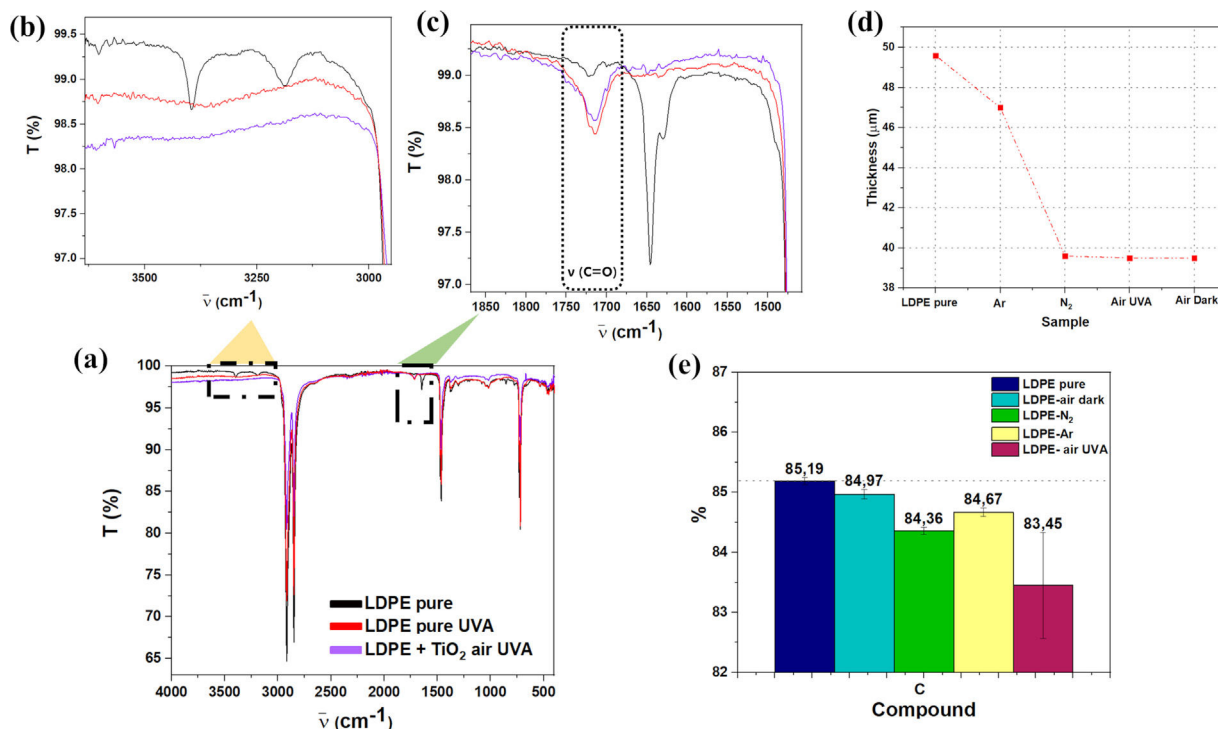 (b)
99.5
99.0
98.5
98.0
97.5
97.0
T (%)
3500
3250
3000
ν̄ (cm-1)
(c)
99.0
98.5
98.0
97.5
97.0
T (%)
ν (C=O)
1850
1800
1750
1700
1650
1600
1550
1500
ν̄ (cm-1)
(d)
50
48
46
44
42
40
38
Thickness (μm)
LDPE pure
Ar
N2
Air UVA
Air Dark
Sample
(a)
100
95
90
85
80
75
70
65
T (%)
LDPE pure
LDPE pure UVA
LDPE + TiO2 air UVA
4000
3500
3000
2500
2000
1500
1000
500
ν̄ (cm-1)
(e)
87
86
85
84
83
82
%
LDPE pure
LDPE-air dark
LDPE-N2
LDPE-Ar
LDPE- air UVA
85,19
84,97
84,36
84,67
83,45
C
Compound